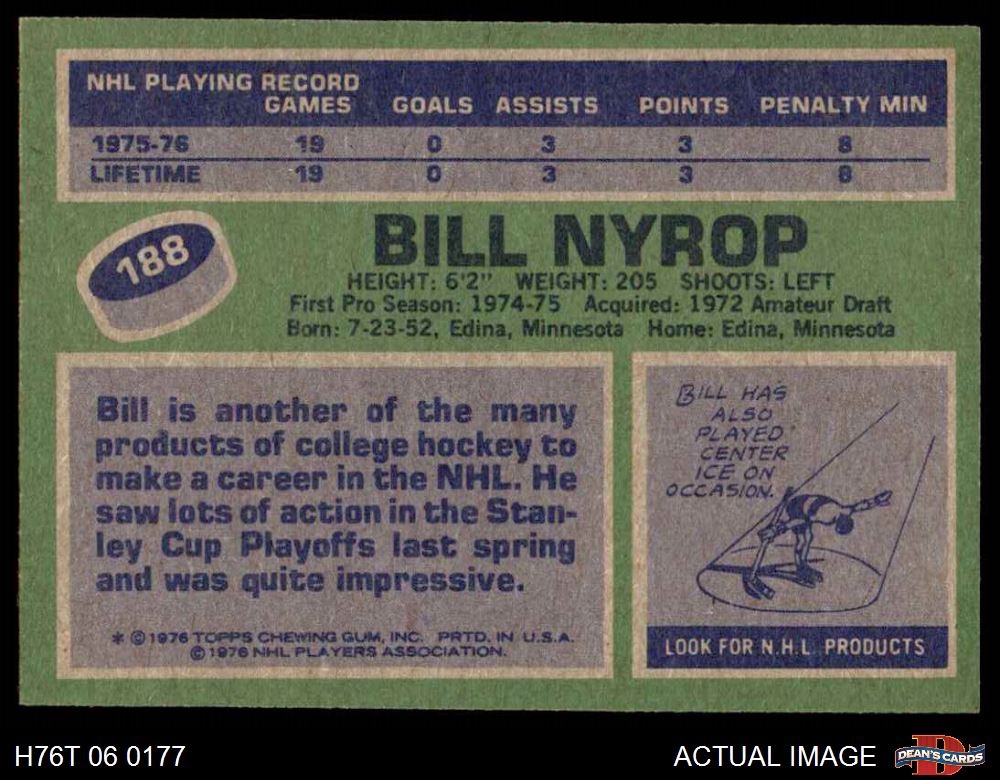 NHL PLAYING RECORD
GAMES GOALS ASSISTS POINTS PENALTY MIN
1975-76 19 0 3 3 8
LIFETIME 19 0 3 3 8
188
BILL NYROP
HEIGHT: 6'2" WEIGHT: 205 SHOOTS: LEFT
First Pro Season: 1974-75 Acquired: 1972 Amateur Draft
Born: 7-23-52, Edina, Minnesota Home: Edina, Minnesota
Bill is another of the many
products of college hockey to
make a career in the NHL. He
saw lots of action in the Stan-
ley Cup Playoffs last spring
and was quite impressive.
* © 1976 TOPPS CHEWING GUM, INC. PRTD. IN U.S.A.
© 1976 NHL PLAYERS ASSOCIATION.
BILL HAS
ALSO
PLAYED
CENTER
ICE ON
OCCASION.
LOOK FOR N.H.L. PRODUCTS
H76T 06 0177
ACTUAL IMAGE
DEAN'S CARDS